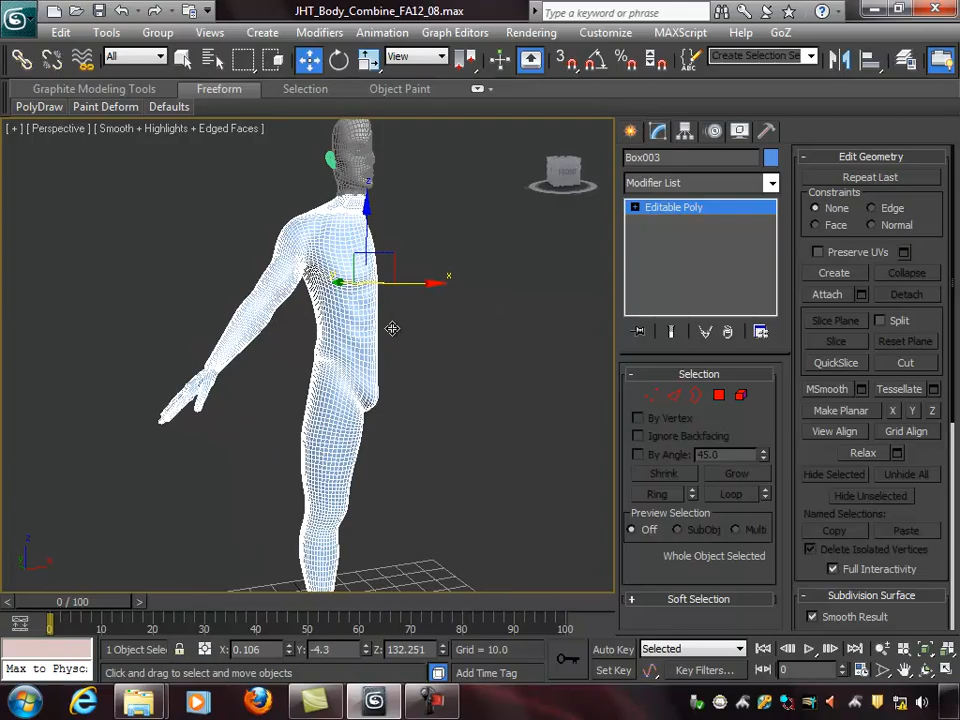 JHT_Body_Combine_FA12_08.max
Type a keyword or phrase
Edit Tools Group Views Create Modifiers Animation Graph Editors Rendering Customize MAXScript Help GoZ
All View 3 Create Selection Se
Graphite Modeling Tools Freeform Selection Object Paint
PolyDraw Paint Deform Defaults
[ + ] [ Perspective ] [ Smooth + Highlights + Edged Faces ]
FRONT
z
x
z
x
Box003
Modifier List
Editable Poly
Selection
By Vertex
Ignore Backfacing
By Angle: 45.0
Shrink Grow
Ring Loop
Preview Selection
Off SubObj Multi
Whole Object Selected
Soft Selection
Edit Geometry
Repeat Last
Constraints
None Edge
Face Normal
Preserve UVs
Create Collapse
Attach Detach
Slice Plane Split
Slice Reset Plane
QuickSlice Cut
MSmooth Tessellate
Make Planar X Y Z
View Align Grid Align
Relax
Hide Selected Unhide All
Hide Unselected
Named Selections:
Copy Paste
Delete Isolated Vertices
Full Interactivity
Subdivision Surface
Smooth Result
< 0 / 100 >
0 10 20 30 40 50 60 70 80 90 100
1 Object Selec X: 0.106 Y: -4.3 Z: 132.251 Grid = 10.0 Auto Key Selected
Max to Physc Click and drag to select and move objects Add Time Tag Set Key Key Filters... 0